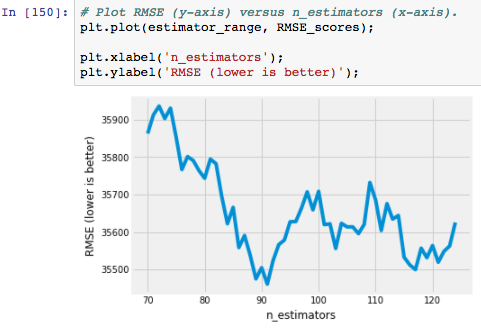 In [150]: # Plot RMSE (y-axis) versus n_estimators (x-axis).
plt.plot(estimator_range, RMSE_scores);
plt.xlabel('n_estimators');
plt.ylabel('RMSE (lower is better)');
RMSE (lower is better)
35900
35800
35700
35600
35500
70 80 90 100 110 120
n_estimators